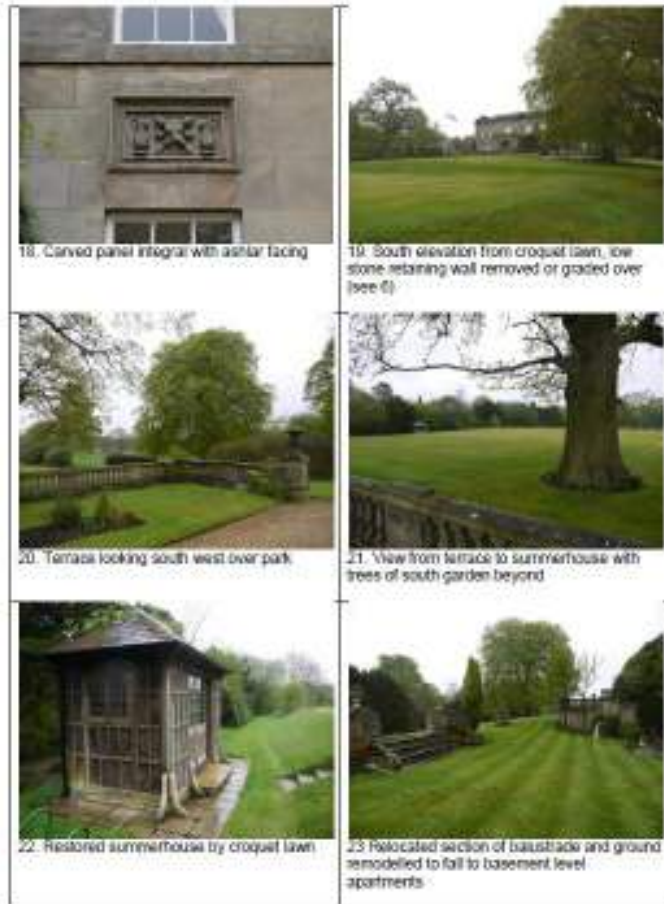 18. Carved panel integral with ashlar facing
19. South elevation from croquet lawn, low
stone retaining wall removed or graded over
(see 6)
20. Terrace looking south west over park
21. View from terrace to summerhouse with
trees of south garden beyond
22. Restored summerhouse by croquet lawn
23 Relocated section of balustrade and ground
remodelled to fall to basement level
apartments